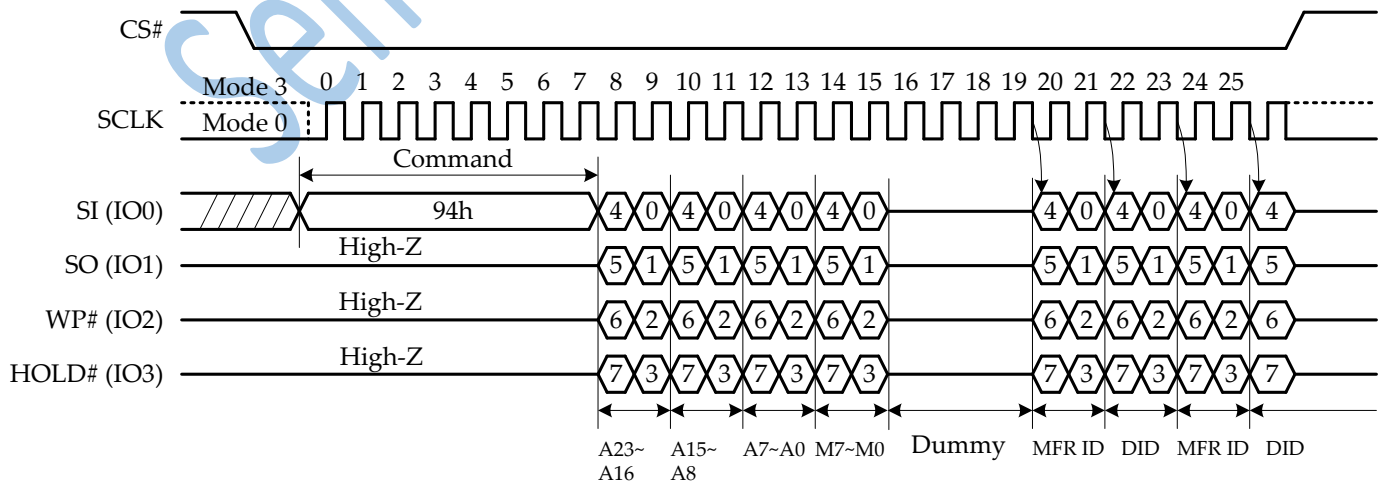 CS#
Mode 3 0 1 2 3 4 5 6 7 8 9 10 11 12 13 14 15 16 17 18 19 20 21 22 23 24 25
SCLK Mode 0
Command
SI (IO0) 94h 4 0 4 0 4 0 4 0 4 0 4 0 4 0 4
High-Z
SO (IO1) 5 1 5 1 5 1 5 1 5 1 5 1 5 1 5
High-Z
WP# (IO2) 6 2 6 2 6 2 6 2 6 2 6 2 6 2 6
High-Z
HOLD# (IO3) 7 3 7 3 7 3 7 3 7 3 7 3 7 3 7
A23~ A15~ A7~A0 M7~M0 Dummy MFR ID DID MFR ID DID
A16 A8